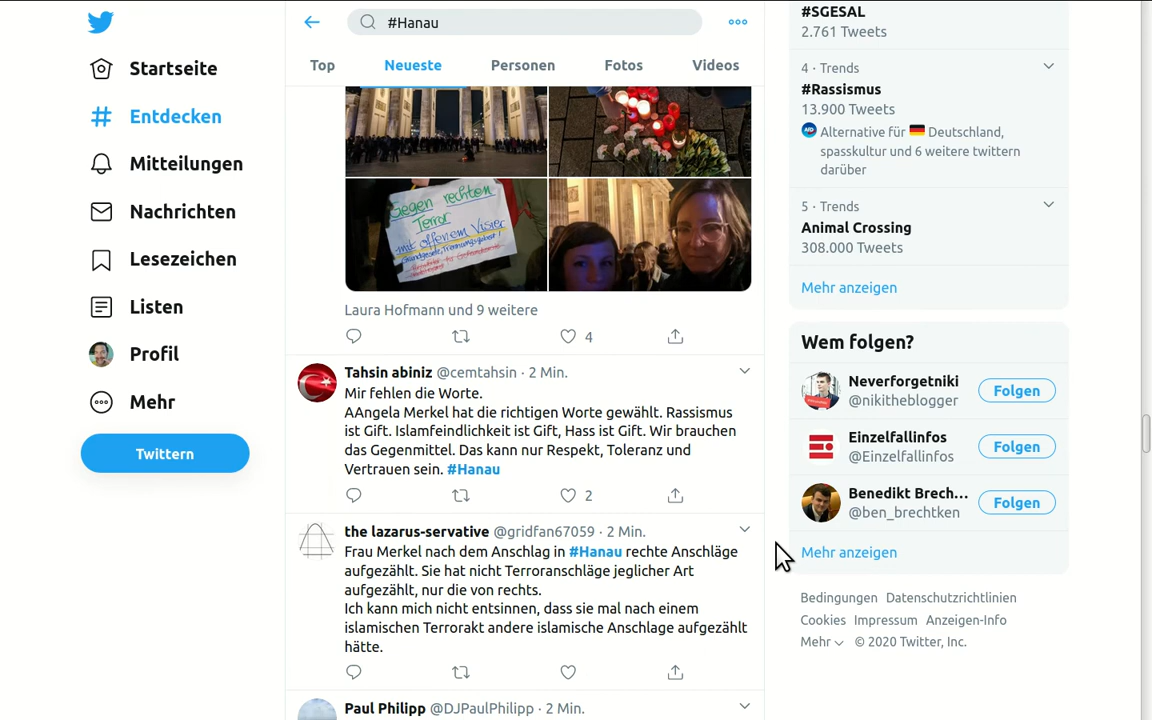 #Hanau
Top
Neueste
Personen
Fotos
Videos
Startseite
Entdecken
Mitteilungen
Nachrichten
Lesezeichen
Listen
Profil
Mehr
Twittern
Gegen rechten
Terror
mit offenem Visier
Laura Hofmann und 9 weitere
4
Tahsin abiniz @cemtahsin · 2 Min.
Mir fehlen die Worte.
AAngela Merkel hat die richtigen Worte gewählt. Rassismus
ist Gift. Islamfeindlichkeit ist Gift, Hass ist Gift. Wir brauchen
das Gegenmittel. Das kann nur Respekt, Toleranz und
Vertrauen sein. #Hanau
2
the lazarus-servative @gridfan67059 · 2 Min.
Frau Merkel nach dem Anschlag in #Hanau rechte Anschläge
aufgezählt. Sie hat nicht Terroranschläge jeglicher Art
aufgezählt, nur die von rechts.
Ich kann mich nicht entsinnen, dass sie mal nach einem
islamischen Terrorakt andere islamische Anschlage aufgezählt
hätte.
Paul Philipp @DJPaulPhilipp · 2 Min.
#SGESAL
2.761 Tweets
4 · Trends
#Rassismus
13.900 Tweets
AfD Alternative für Deutschland,
spasskultur und 6 weitere twittern
darüber
5 · Trends
Animal Crossing
308.000 Tweets
Mehr anzeigen
Wem folgen?
Neverforgetniki
@nikitheblogger
Folgen
Einzelfallinfos
@Einzelfallinfos
Folgen
Benedikt Brech...
@ben_brechtken
Folgen
Mehr anzeigen
Bedingungen Datenschutzrichtlinien
Cookies Impressum Anzeigen-Info
Mehr © 2020 Twitter, Inc.